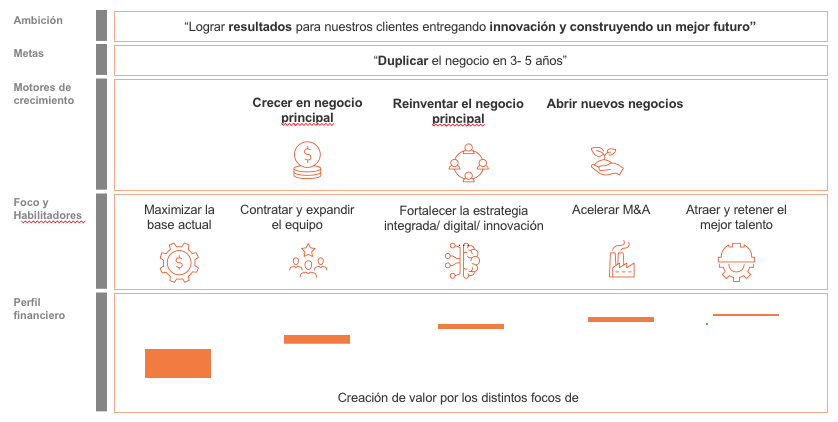 Ambición
“Lograr resultados para nuestros clientes entregando innovación y construyendo un mejor futuro”
Metas
“Duplicar el negocio en 3- 5 años”
Motores de
crecimiento
Crecer en negocio
principal
Reinventar el negocio
principal
Abrir nuevos negocios
Foco y
Habilitadores
Maximizar la
base actual
Contratar y expandir
el equipo
Fortalecer la estrategia
integrada/ digital/ innovación
Acelerar M&A
Atraer y retener el
mejor talento
Perfil
financiero
Creación de valor por los distintos focos de